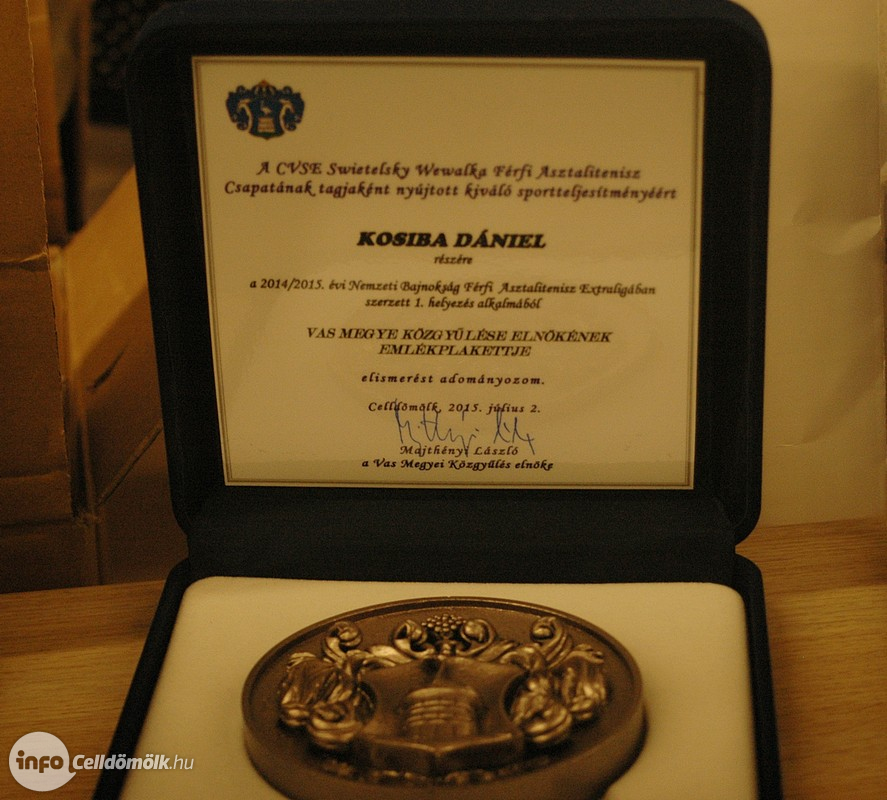 A CVSE Swietelsky Wewalka Férfi Asztalitenisz
Csapatának tagjaként nyújtott kiváló sportteljesítményéért
KOSIBA DÁNIEL
részére
a 2014/2015. évi Nemzeti Bajnokság Férfi Asztalitenisz Extraligában
szerzett 1. helyezés alkalmából
VAS MEGYE KÖZGYŰLÉSE ELNÖKÉNEK
EMLÉKPLAKETTJE
elismerést adományozom.
Celldömölk, 2015. július 2.
Majthényi László
a Vas Megyei Közgyűlés elnöke
info Celldömölk.hu